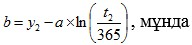 b = y₂ − a × ln(t₂/365), мұнда